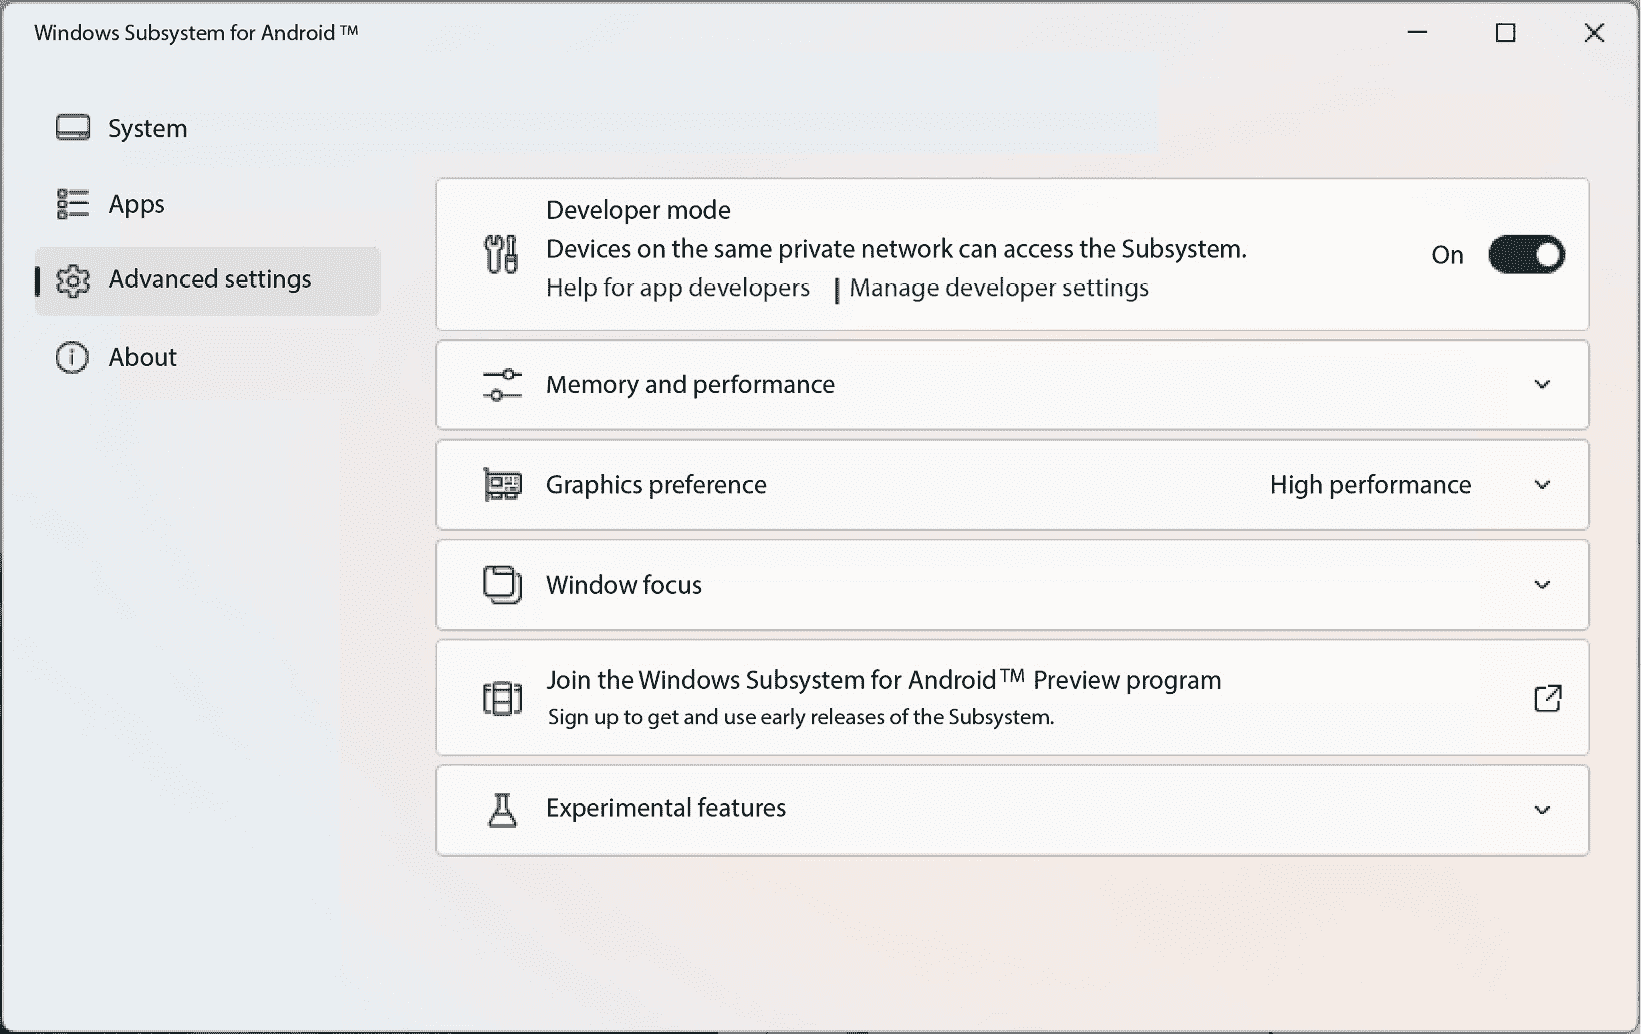 Windows Subsystem for Android™
System
Apps
Advanced settings
About
Developer mode
Devices on the same private network can access the Subsystem.
Help for app developers | Manage developer settings
On
Memory and performance
Graphics preference
High performance
Window focus
Join the Windows Subsystem for Android™ Preview program
Sign up to get and use early releases of the Subsystem.
Experimental features